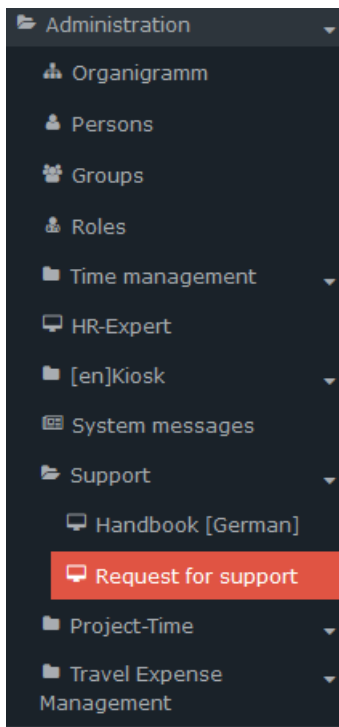 Administration
Organigramm
Persons
Groups
Roles
Time management
HR-Expert
[en]Kiosk
System messages
Support
Handbook [German]
Request for support
Project-Time
Travel Expense
Management